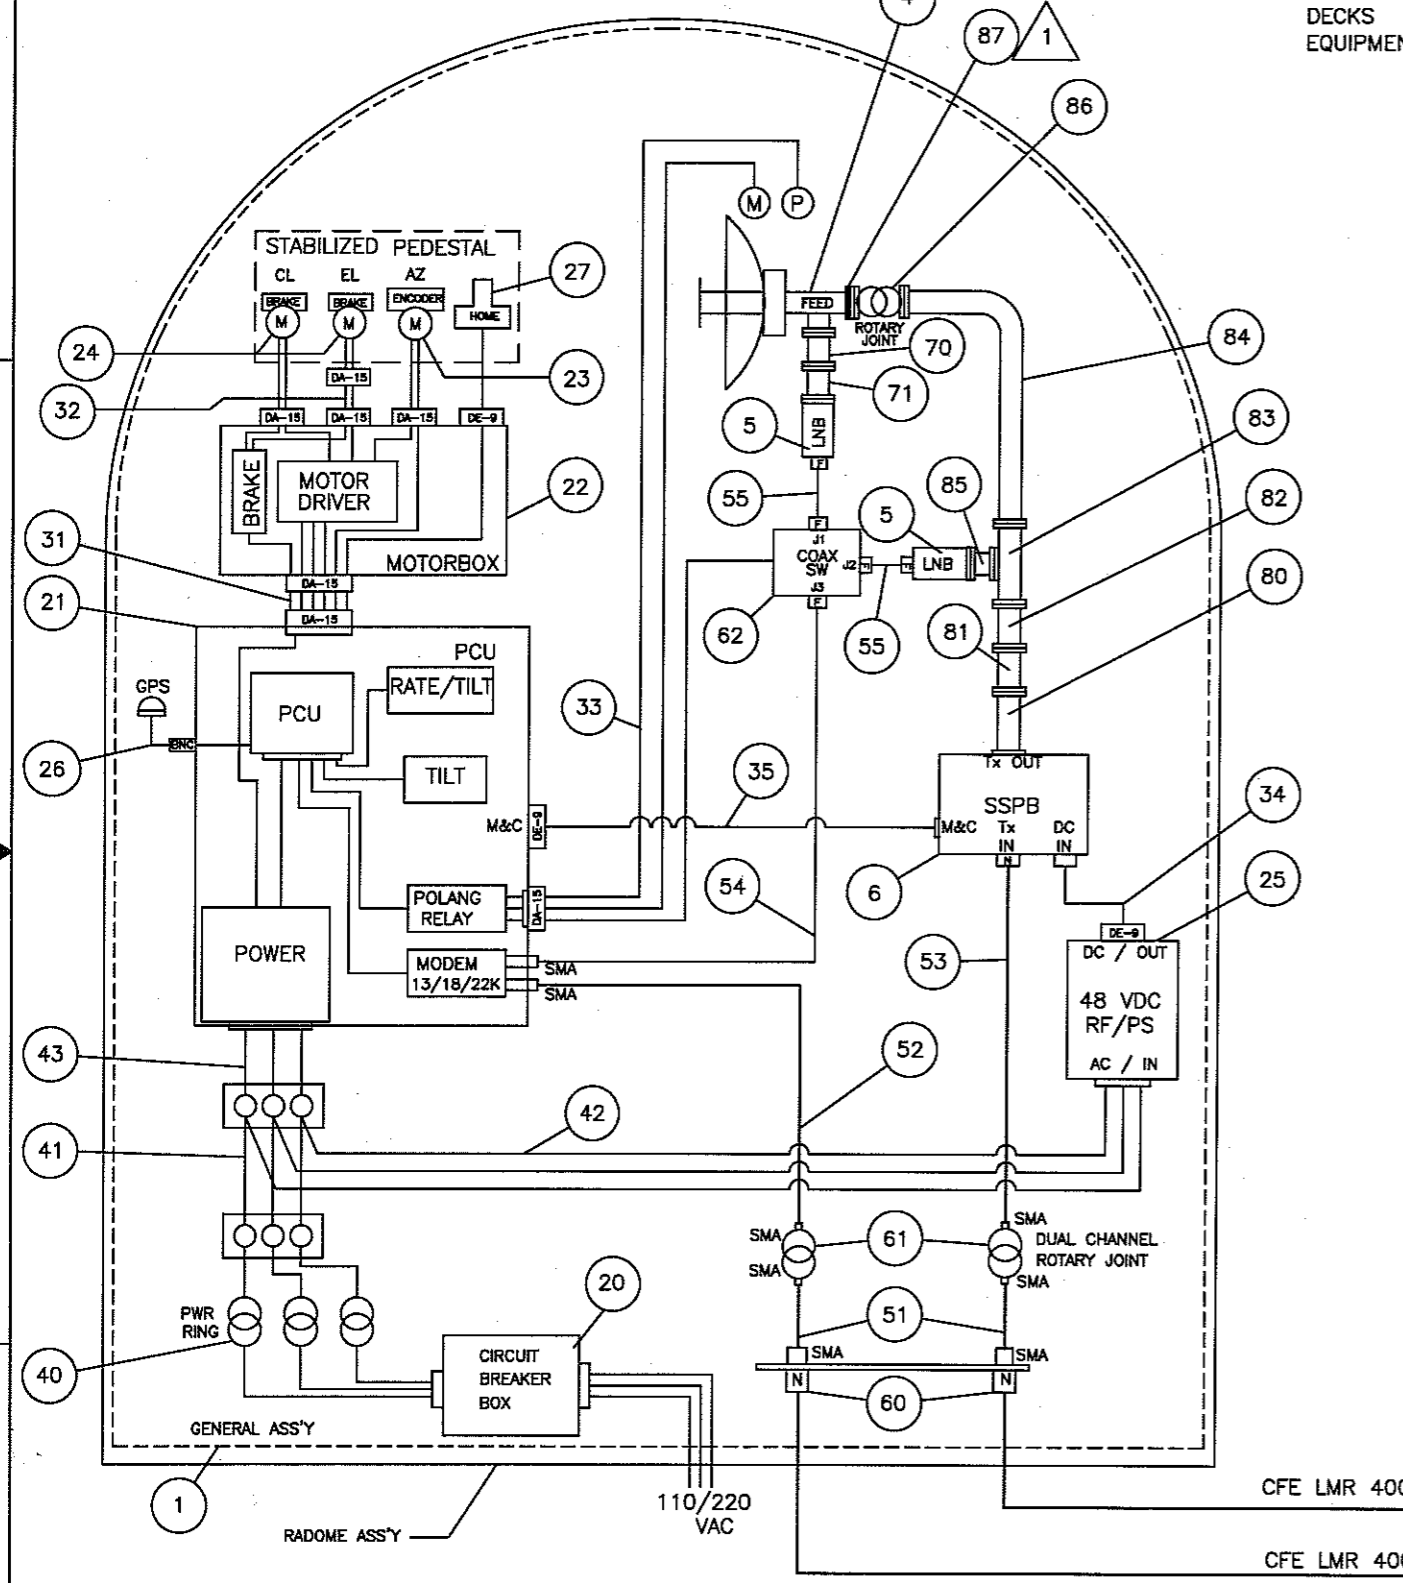 4
DECKS
87
1
EQUIPMEN
86
M
P
STABILIZED PEDESTAL
27
CL
EL
AZ
BRAKE
BRAKE
ENCODER
HOME
FEED
M
M
M
ROTARY
JOINT
84
24
70
23
DA-15
71
32
DA-15
DA-15
DA-15
DE-9
5
LNB
83
MOTOR
DRIVER
BRAKE
22
F
55
85
82
5
31
MOTORBOX
F
J1
COAX
SW
J2
F
F
LNB
DA-15
J3
21
F
80
DA-15
62
81
55
PCU
GPS
RATE/TILT
PCU
33
BNC
26
TILT
35
Tx OUT
SSPB
34
M&C
DE-9
M&C
Tx
IN
DC
IN
N
6
54
25
POLANG
RELAY
DA-15
DE-9
DC / OUT
POWER
53
MODEM
13/18/22K
SMA
SMA
48 VDC
RF/PS
43
52
AC / IN
42
41
SMA
SMA
61
DUAL CHANNEL
ROTARY JOINT
SMA
SMA
20
PWR
RING
51
40
CIRCUIT
BREAKER
BOX
SMA
SMA
N
N
60
GENERAL ASS'Y
1
CFE LMR 400
110/220
VAC
RADOME ASS'Y
CFE LMR 400